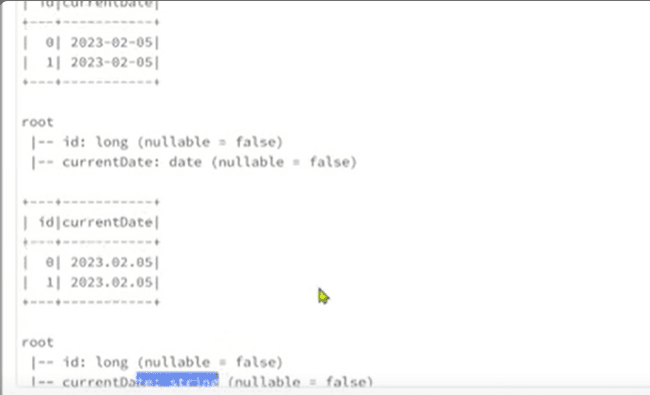 | id|currentDate|
+---+-----------+
|  0| 2023-02-05|
|  1| 2023-02-05|
+---+-----------+
root
 |-- id: long (nullable = false)
 |-- currentDate: date (nullable = false)
+---+-----------+
| id|currentDate|
+---+-----------+
|  0| 2023.02.05|
|  1| 2023.02.05|
+---+-----------+
root
 |-- id: long (nullable = false)
 |-- currentDate: string (nullable = false)